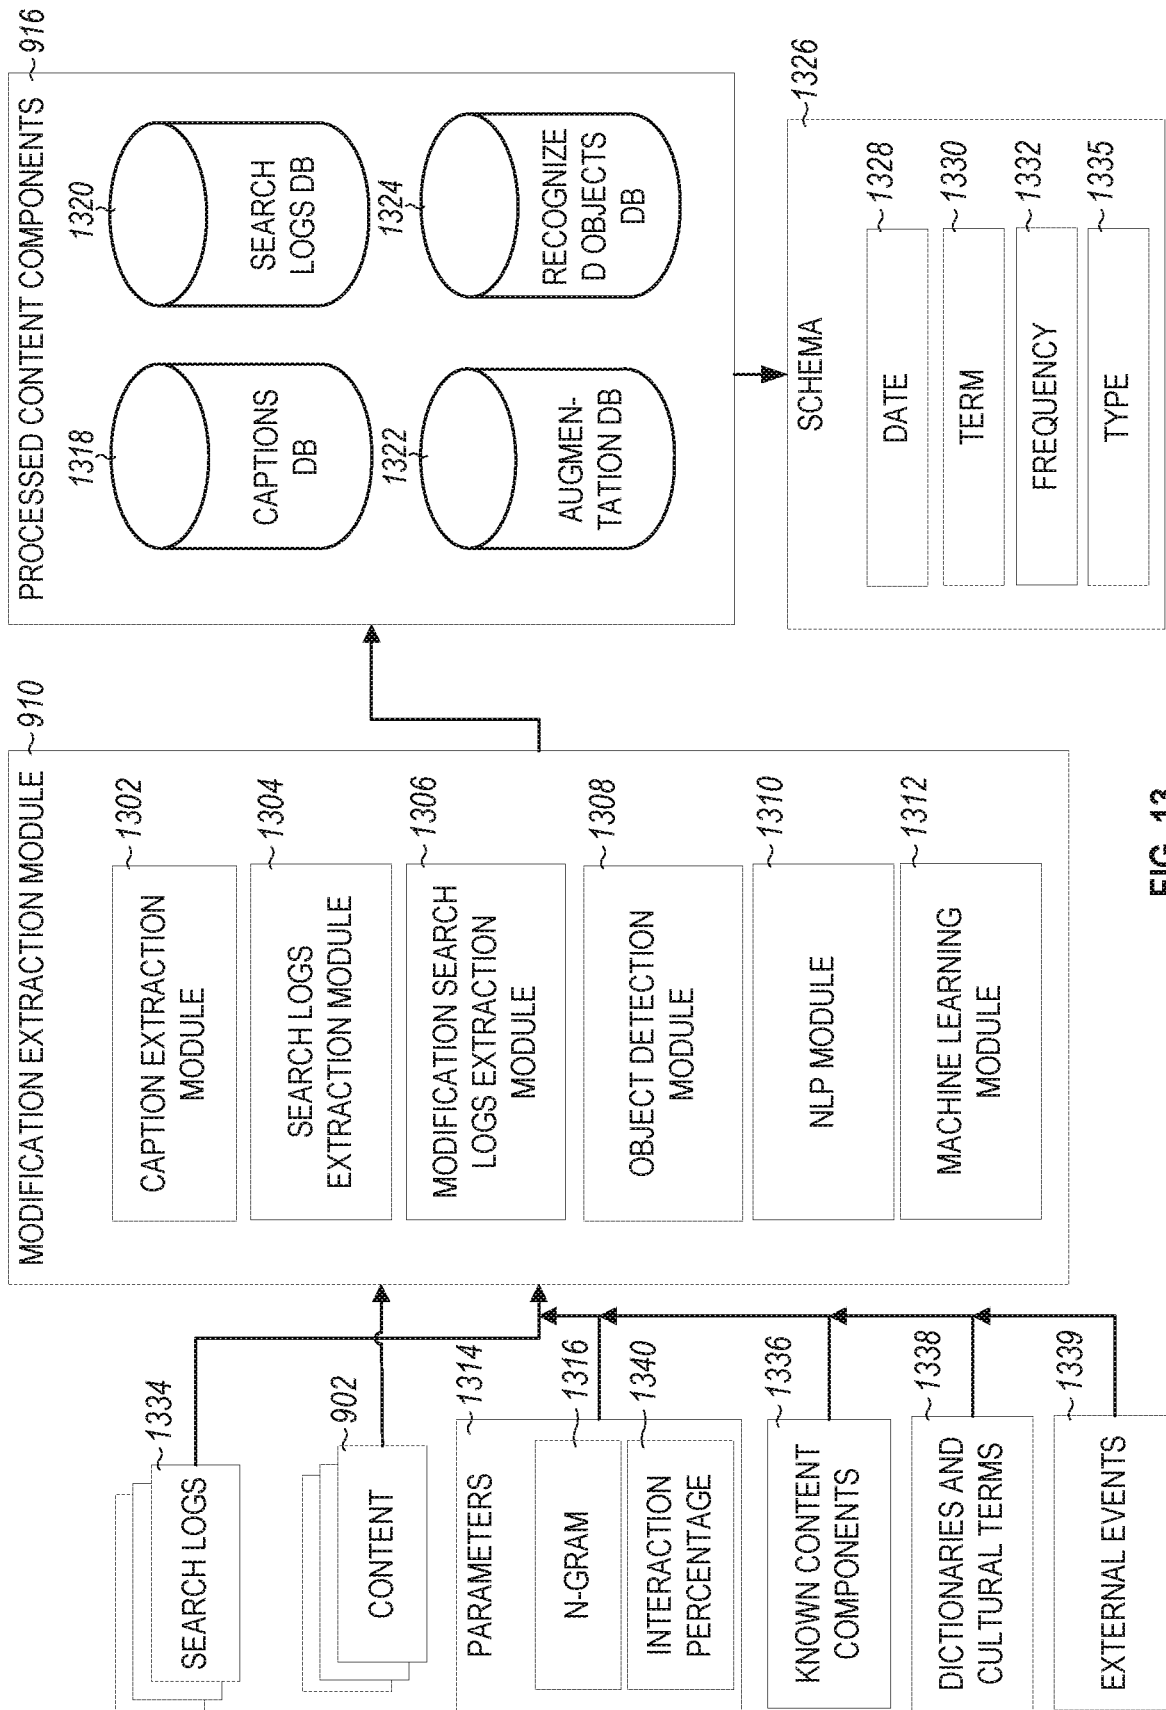 SEARCH LOGS
1334
CONTENT
902
PARAMETERS
1314
N-GRAM
1316
INTERACTION
PERCENTAGE
1340
KNOWN CONTENT
COMPONENTS
1336
DICTIONARIES AND
CULTURAL TERMS
1338
EXTERNAL EVENTS
1339
MODIFICATION EXTRACTION MODULE
910
CAPTION EXTRACTION
MODULE
1302
SEARCH LOGS
EXTRACTION MODULE
1304
MODIFICATION SEARCH
LOGS EXTRACTION
MODULE
1306
OBJECT DETECTION
MODULE
1308
NLP MODULE
1310
MACHINE LEARNING
MODULE
1312
PROCESSED CONTENT COMPONENTS
916
1318
CAPTIONS
DB
1320
SEARCH
LOGS DB
1322
AUGMEN-
TATION DB
1324
RECOGNIZE
D OBJECTS
DB
SCHEMA
1326
DATE
1328
TERM
1330
FREQUENCY
1332
TYPE
1335
FIG. 13